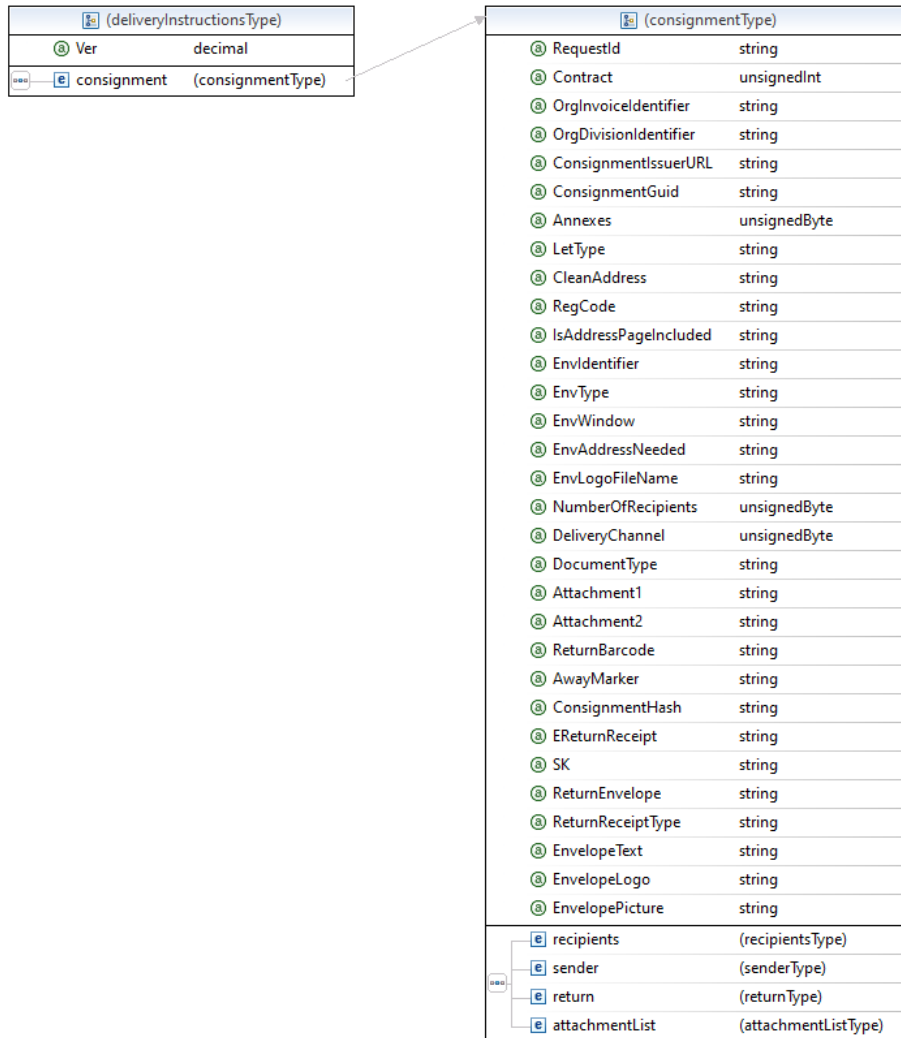 (deliveryInstructionsType)
Ver decimal
consignment (consignmentType)
(consignmentType)
RequestId string
Contract unsignedInt
OrgInvoiceIdentifier string
OrgDivisionIdentifier string
ConsignmentIssuerURL string
ConsignmentGuid string
Annexes unsignedByte
LetType string
CleanAddress string
RegCode string
IsAddressPageIncluded string
EnvIdentifier string
EnvType string
EnvWindow string
EnvAddressNeeded string
EnvLogoFileName string
NumberOfRecipients unsignedByte
DeliveryChannel unsignedByte
DocumentType string
Attachment1 string
Attachment2 string
ReturnBarcode string
AwayMarker string
ConsignmentHash string
EReturnReceipt string
SK string
ReturnEnvelope string
ReturnReceiptType string
EnvelopeText string
EnvelopeLogo string
EnvelopePicture string
recipients (recipientsType)
sender (senderType)
return (returnType)
attachmentList (attachmentListType)